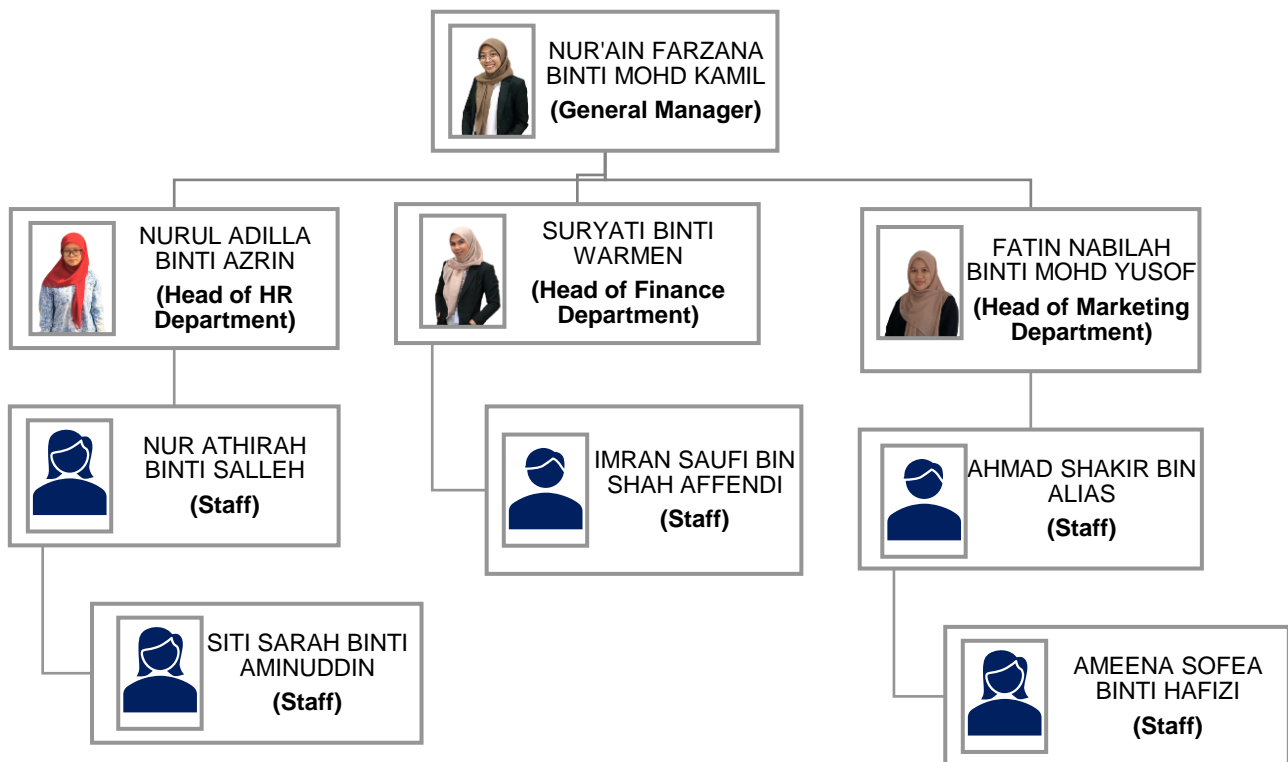 NUR'AIN FARZANA
BINTI MOHD KAMIL
(General Manager)
NURUL ADILLA
BINTI AZRIN
(Head of HR
Department)
SURYATI BINTI
WARMEN
(Head of Finance
Department)
FATIN NABILAH
BINTI MOHD YUSOF
(Head of Marketing
Department)
NUR ATHIRAH
BINTI SALLEH
(Staff)
IMRAN SAUFI BIN
SHAH AFFENDI
(Staff)
AHMAD SHAKIR BIN
ALIAS
(Staff)
SITI SARAH BINTI
AMINUDDIN
(Staff)
AMEENA SOFEA
BINTI HAFIZI
(Staff)